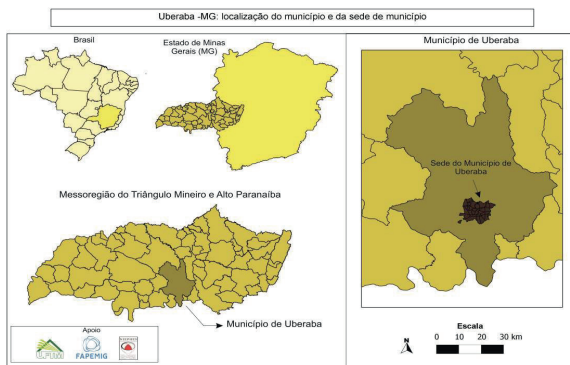 Uberaba -MG: localização do município e da sede de município
Brasil
Estado de Minas
Gerais (MG)
Município de Uberaba
Sede do Município de
Uberaba
Messoregião do Triângulo Mineiro e Alto Paranaíba
Município de Uberaba
Apoio
UFTM
FAPEMIG
N
Escala
0 10 20 30 km